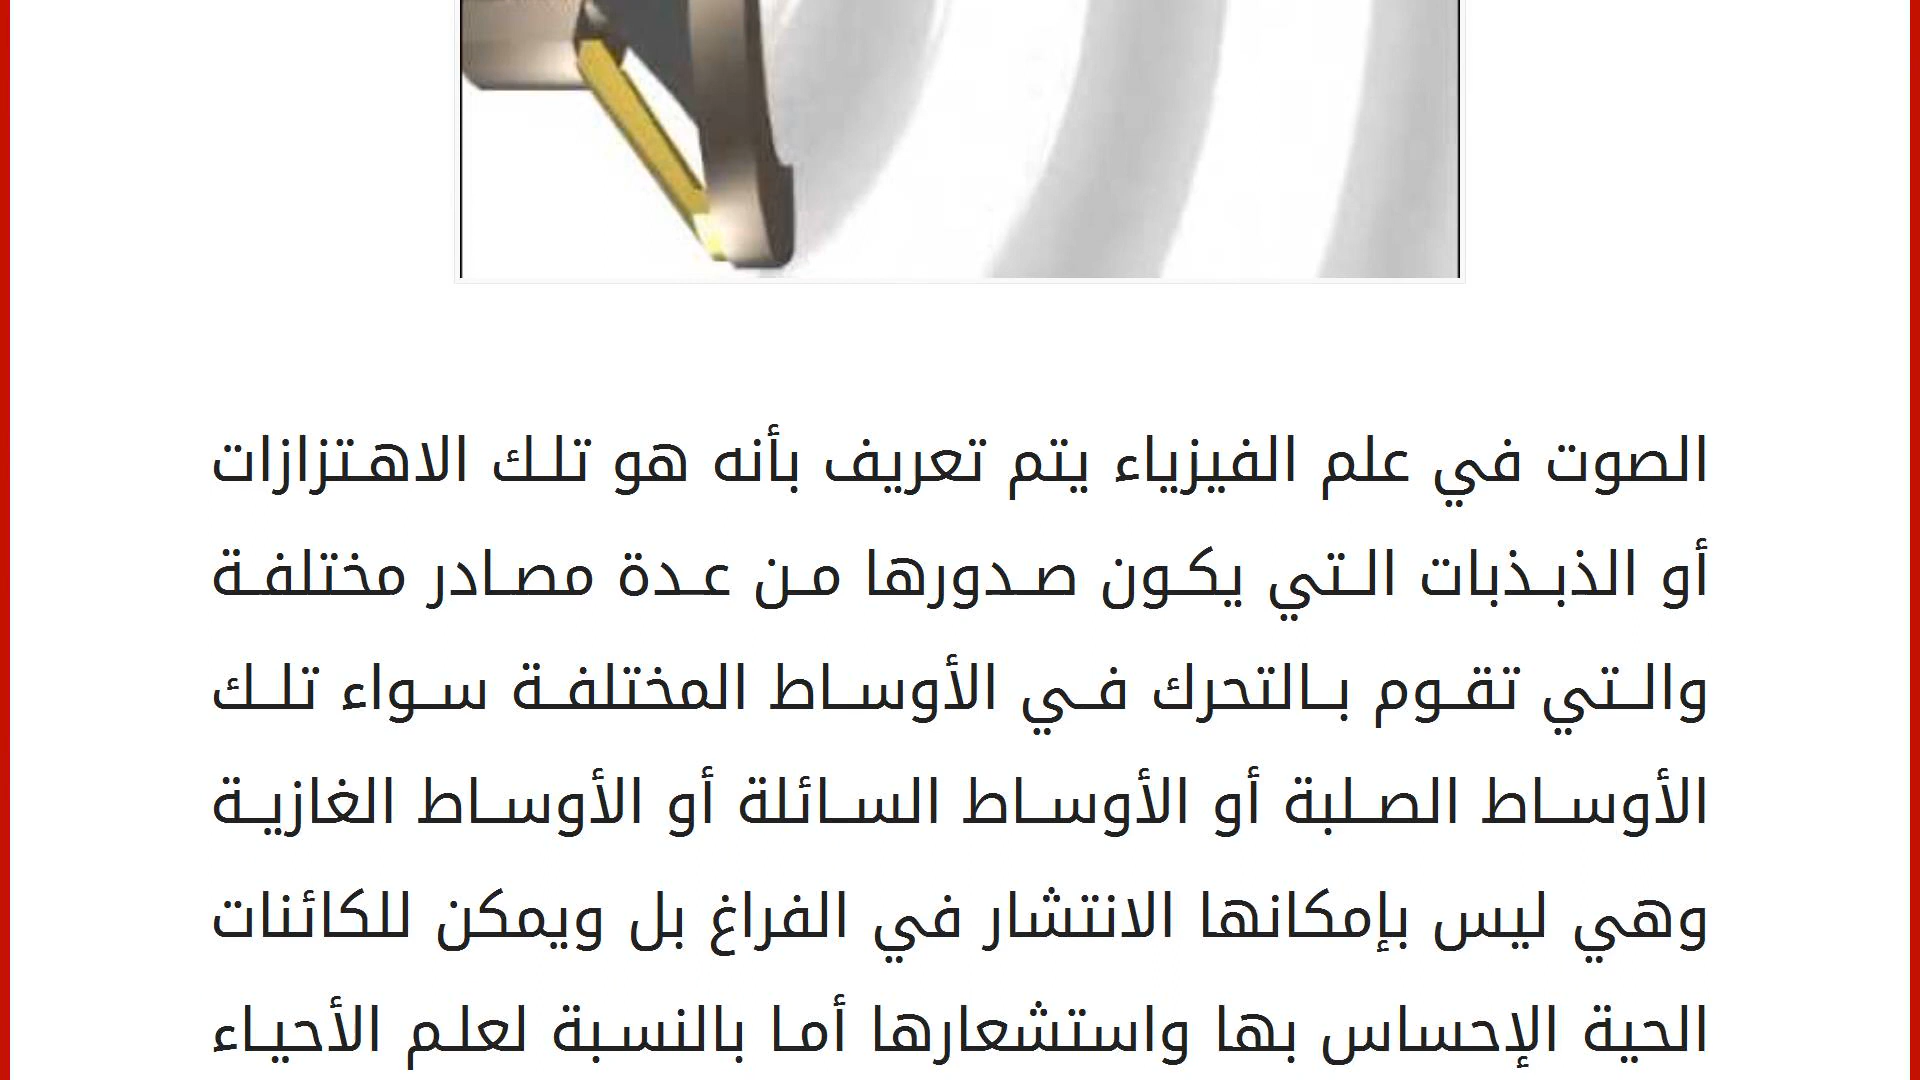 الصوت في علم الفيزياء يتم تعريف بأنه هو تلك الاهتزازات
أو الذبذبات التي يكون صدورها من عدة مصادر مختلفة
والتي تقوم بالتحرك في الأوساط المختلفة سواء تلك
الأوساط الصلبة أو الأوساط السائلة أو الأوساط الغازية
وهي ليس بإمكانها الانتشار في الفراغ بل ويمكن للكائنات
الحية الإحساس بها واستشعارها أما بالنسبة لعلم الأحياء